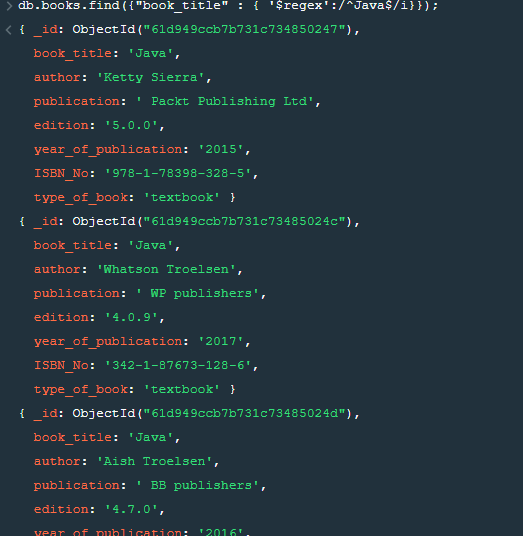 > db.books.find({"book_title" : { '$regex':/^Java$/i}});
< { _id: ObjectId("61d949ccb7b731c734850247"),
book_title: 'Java',
author: 'Ketty Sierra',
publication: ' Packt Publishing Ltd',
edition: '5.0.0',
year_of_publication: '2015',
ISBN_No: '978-1-78398-328-5',
type_of_book: 'textbook' }
{ _id: ObjectId("61d949ccb7b731c73485024c"),
book_title: 'Java',
author: 'Whatson Troelsen',
publication: ' WP publishers',
edition: '4.0.9',
year_of_publication: '2017',
ISBN_No: '342-1-87673-128-6',
type_of_book: 'textbook' }
{ _id: ObjectId("61d949ccb7b731c73485024d"),
book_title: 'Java',
author: 'Aish Troelsen',
publication: ' BB publishers',
edition: '4.7.0',
year_of_publication: '2016',